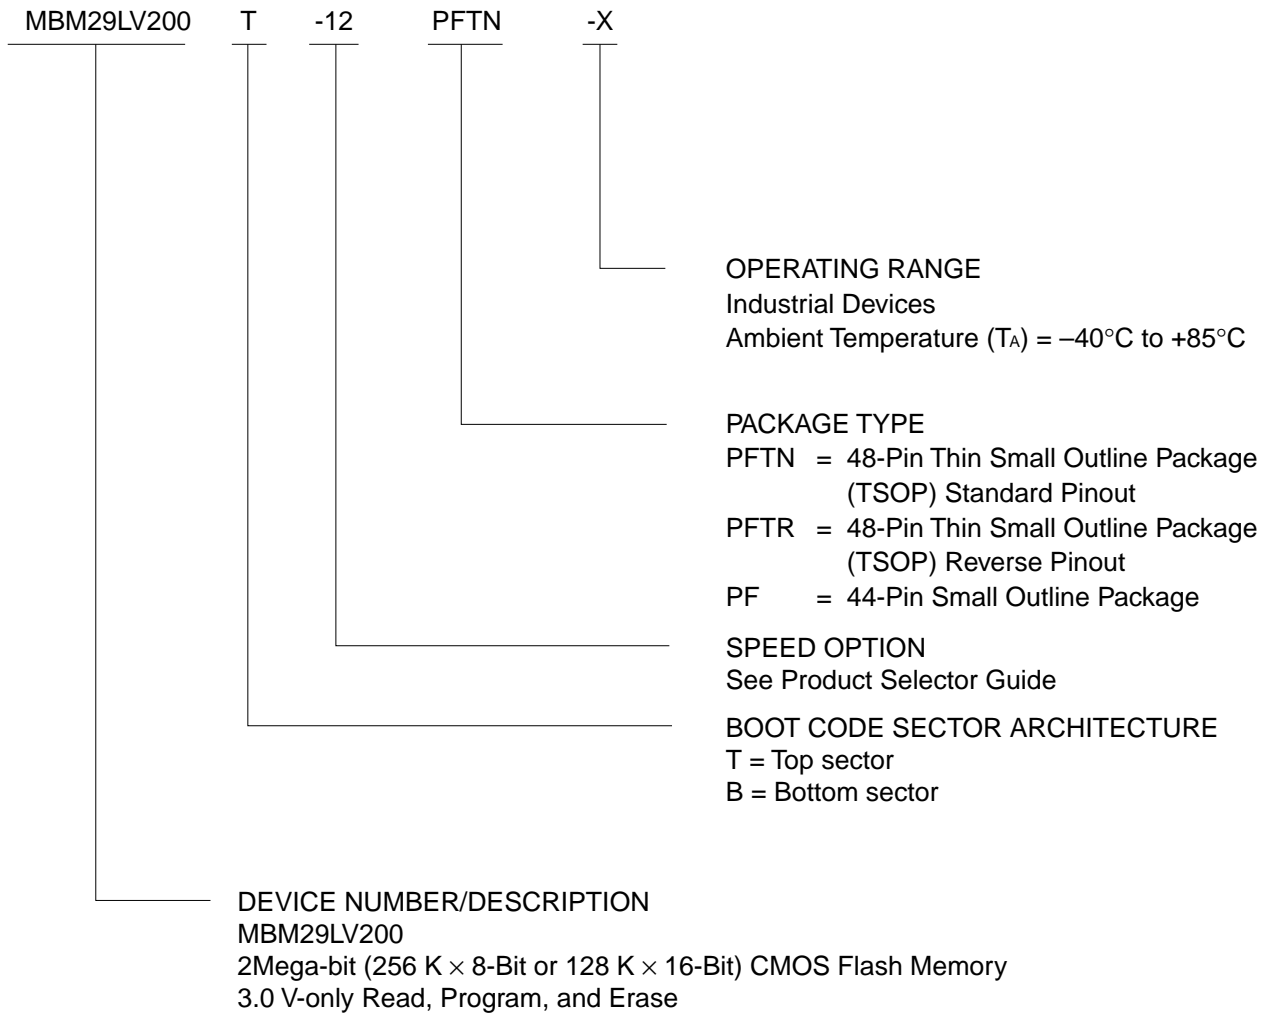 MBM29LV200 T -12 PFTN -X
OPERATING RANGE
Industrial Devices
Ambient Temperature (TA) = –40°C to +85°C
PACKAGE TYPE
PFTN = 48-Pin Thin Small Outline Package
(TSOP) Standard Pinout
PFTR = 48-Pin Thin Small Outline Package
(TSOP) Reverse Pinout
PF = 44-Pin Small Outline Package
SPEED OPTION
See Product Selector Guide
BOOT CODE SECTOR ARCHITECTURE
T = Top sector
B = Bottom sector
DEVICE NUMBER/DESCRIPTION
MBM29LV200
2Mega-bit (256 K × 8-Bit or 128 K × 16-Bit) CMOS Flash Memory
3.0 V-only Read, Program, and Erase